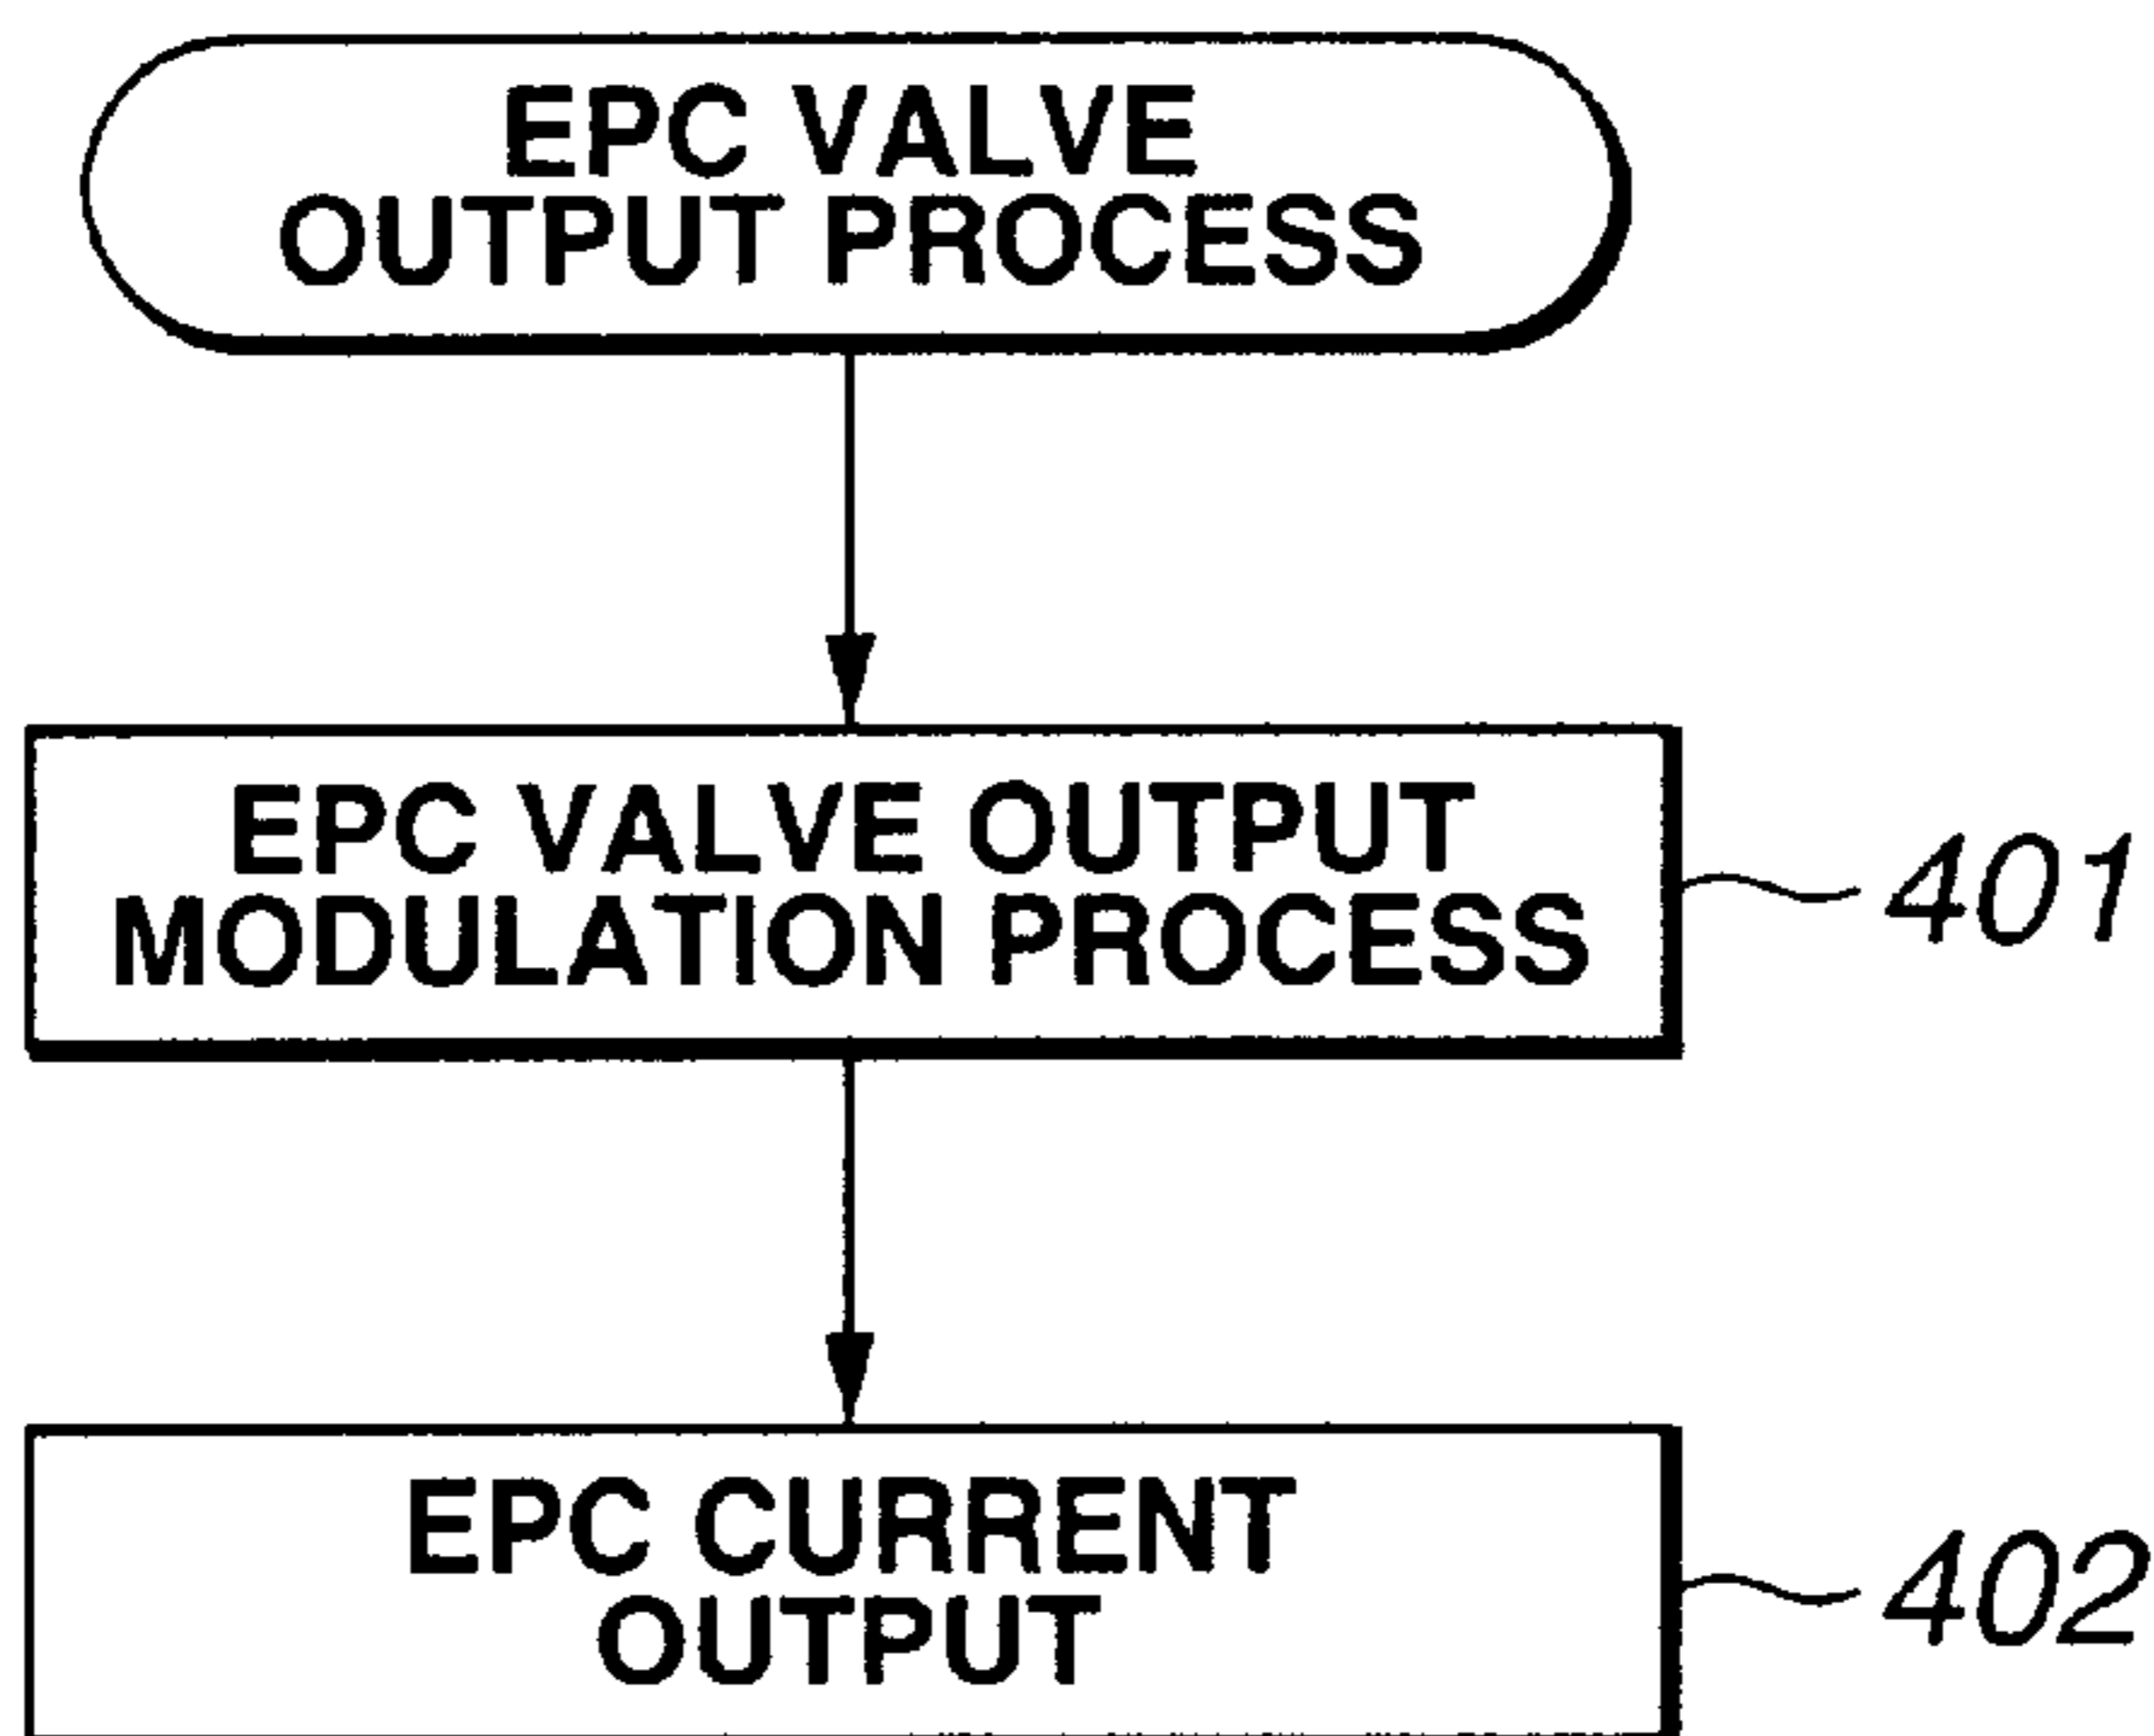 EPC VALVE
OUTPUT PROCESS
EPC VALVE OUTPUT
MODULATION PROCESS
401
EPC CURRENT
OUTPUT
402